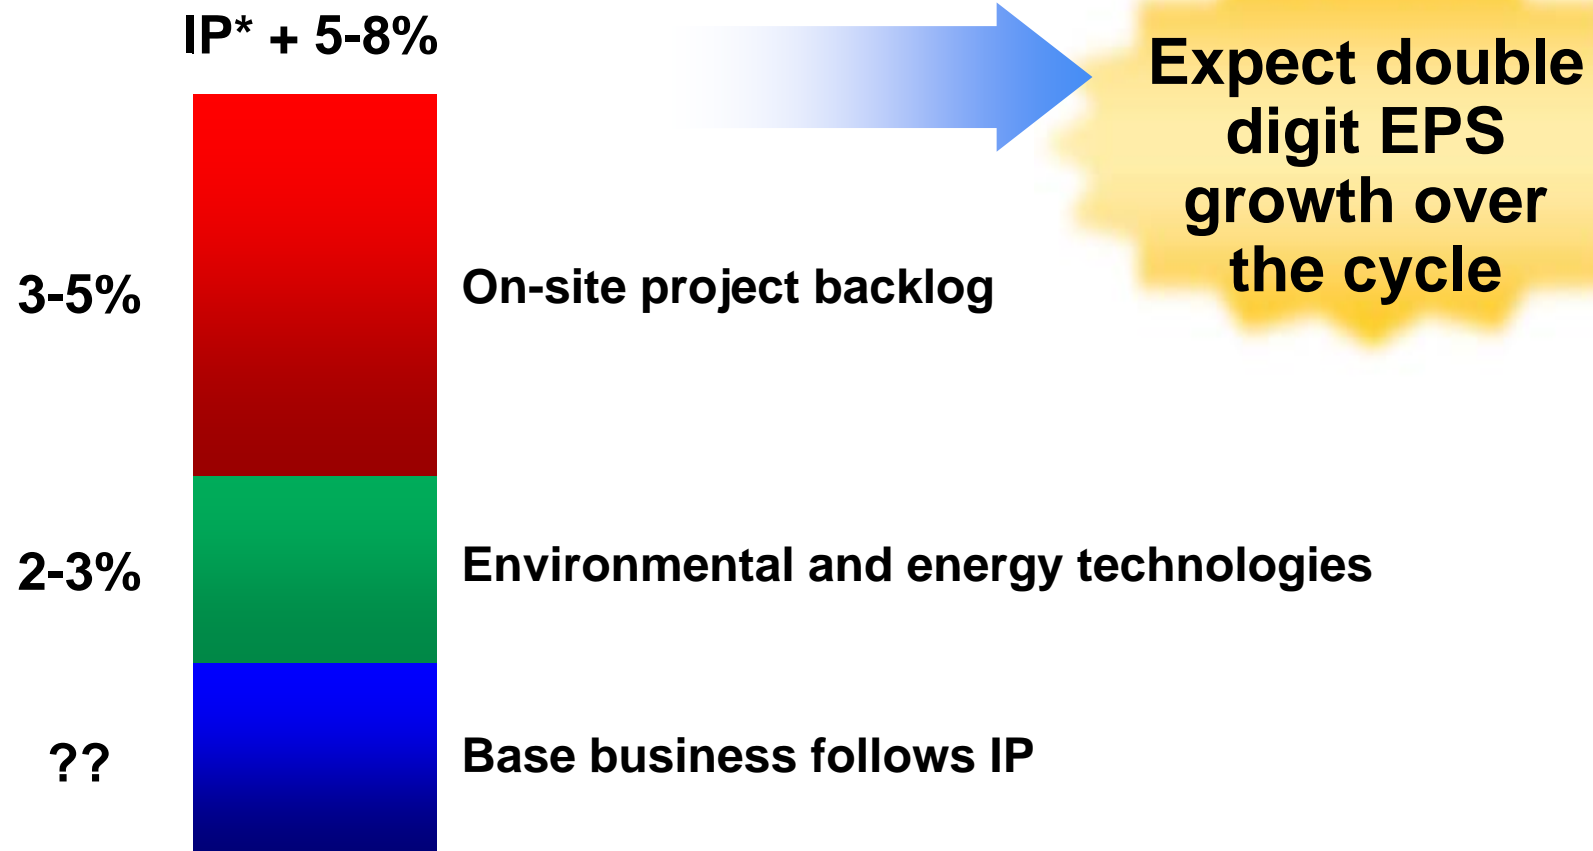 IP* + 5-8%
Expect double
digit EPS
growth over
the cycle
3-5%
On-site project backlog
2-3%
Environmental and energy technologies
??
Base business follows IP